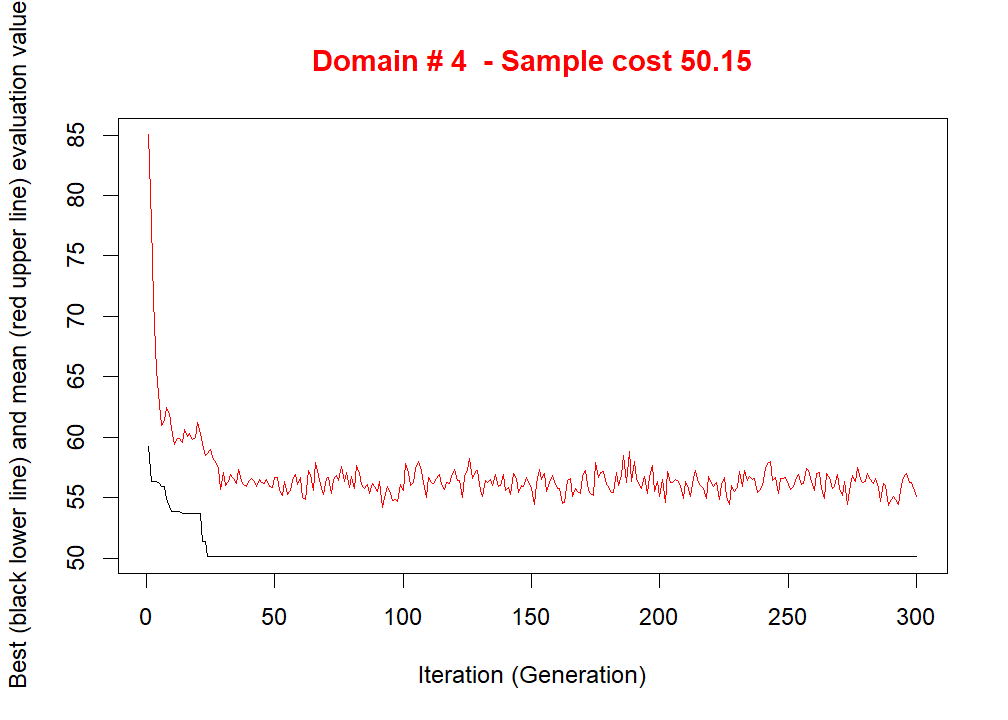 Domain # 4  - Sample cost 50.15
Best (black lower line) and mean (red upper line) evaluation value
85
80
75
70
65
60
55
50
0 50 100 150 200 250 300
Iteration (Generation)